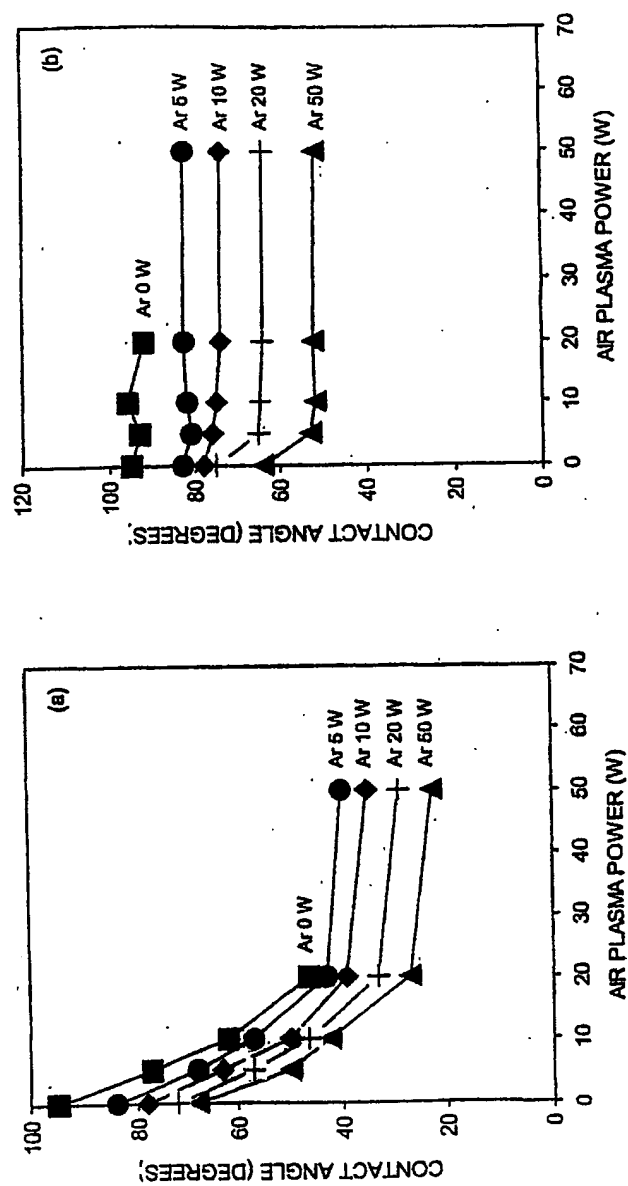 (a)
CONTACT ANGLE (DEGREES;
100
80
60
40
20
0
Ar 0 W
Ar 5 W
Ar 10 W
Ar 20 W
Ar 50 W
0
10
20
30
40
50
60
70
AIR PLASMA POWER (W)
(b)
CONTACT ANGLE (DEGREES;
120
100
80
60
40
20
0
Ar 0 W
Ar 5 W
Ar 10 W
Ar 20 W
Ar 50 W
0
10
20
30
40
50
60
70
AIR PLASMA POWER (W)